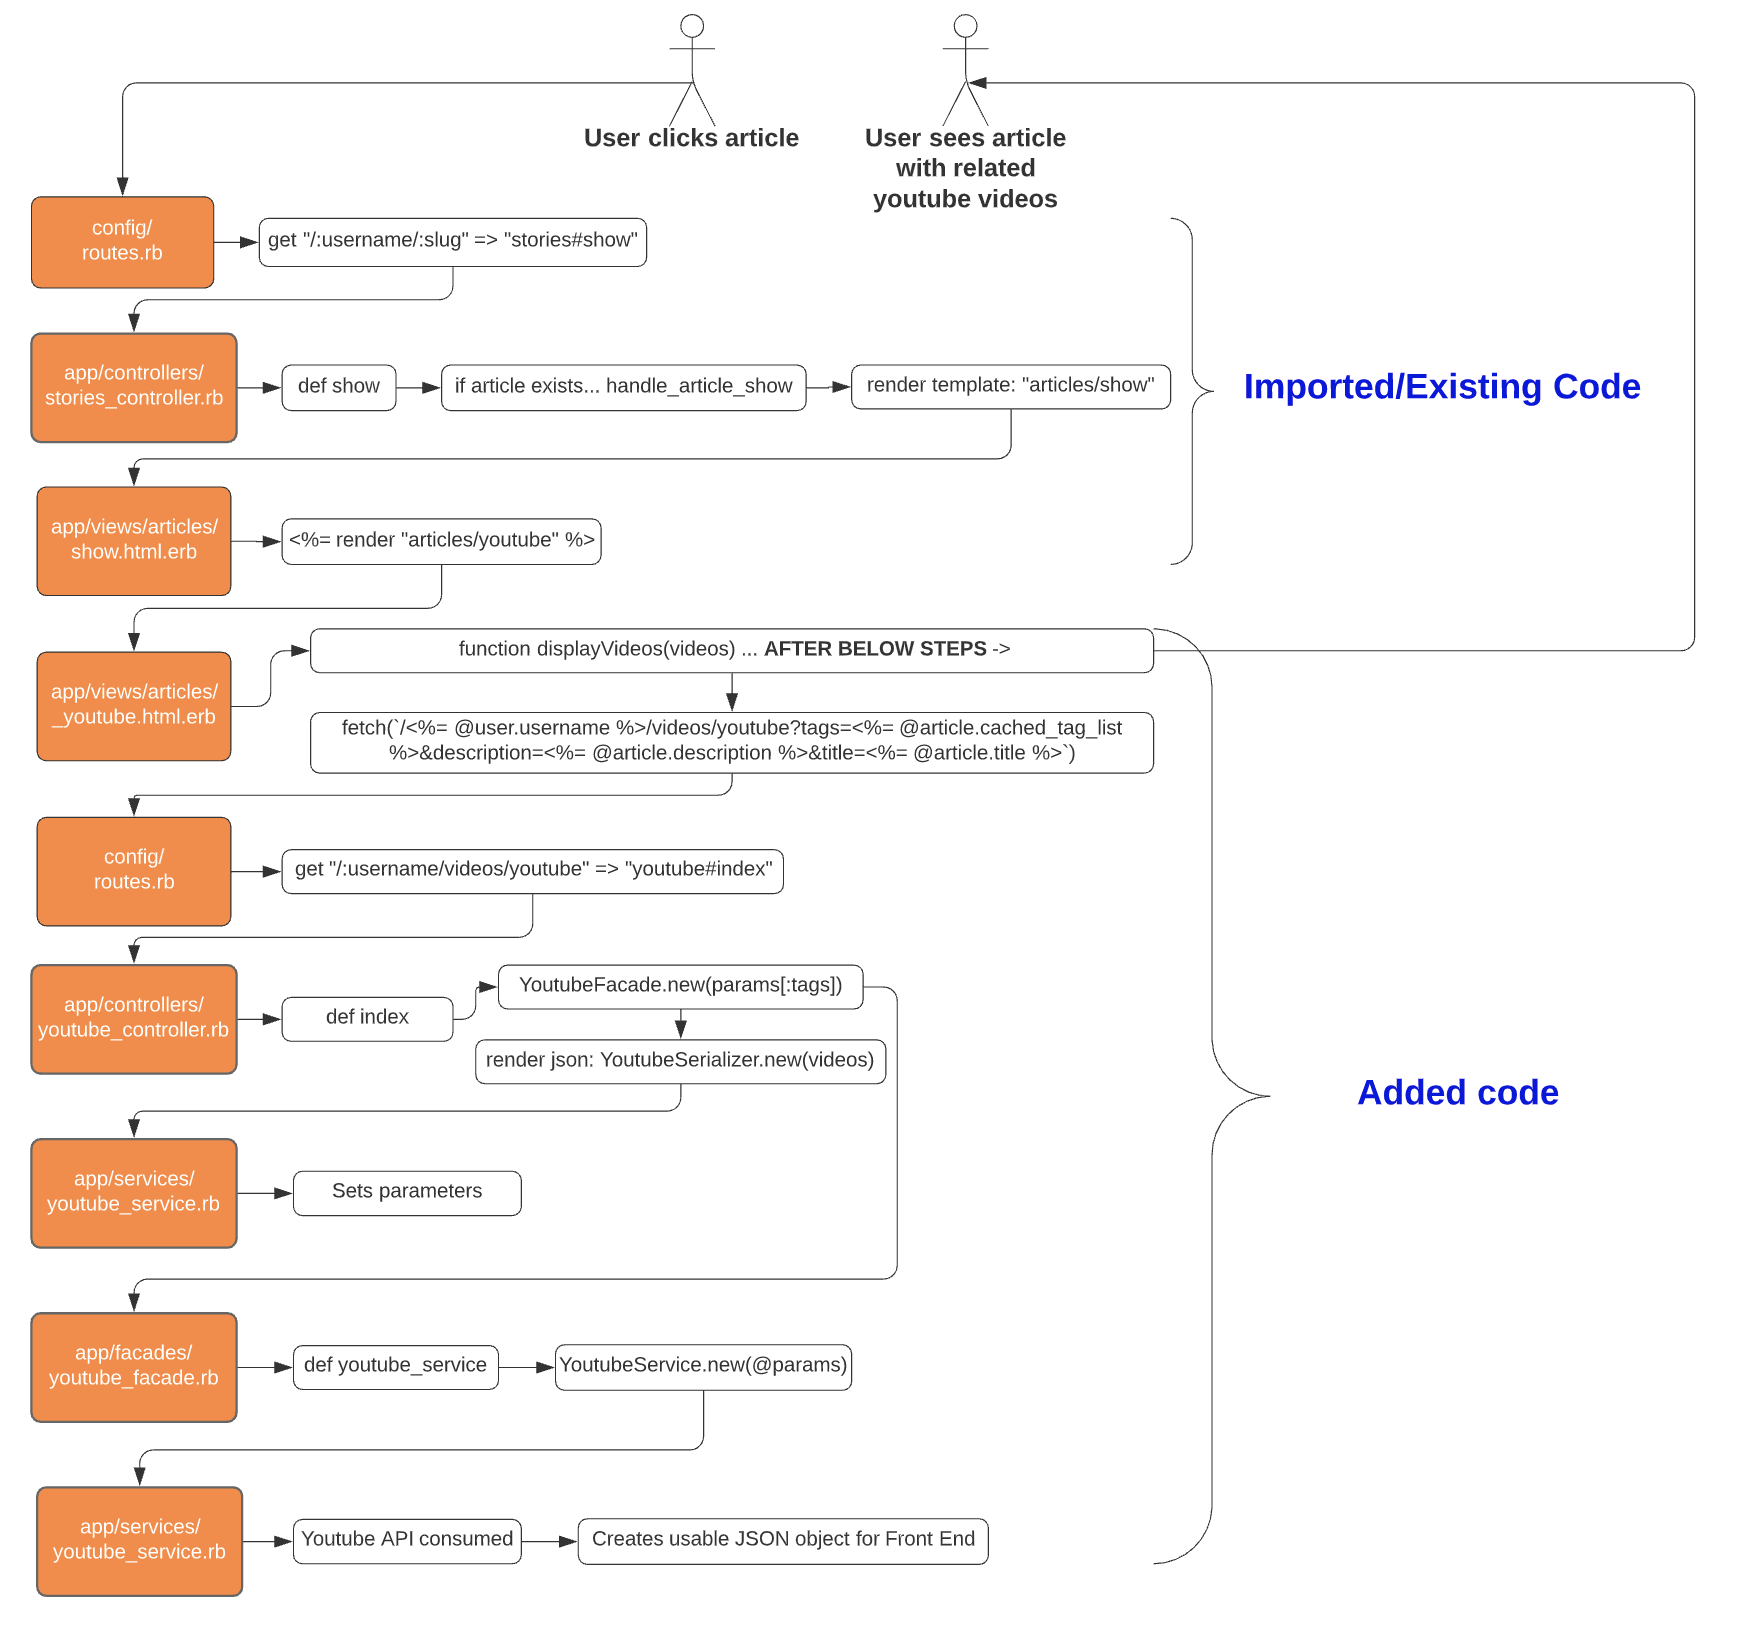 User clicks article
User sees article
with related
youtube videos
config/
routes.rb
get "/:username/:slug" => "stories#show"
app/controllers/
stories_controller.rb
def show
if article exists... handle_article_show
render template: "articles/show"
Imported/Existing Code
app/views/articles/
show.html.erb
<%= render "articles/youtube" %>
app/views/articles/
_youtube.html.erb
function displayVideos(videos) ... AFTER BELOW STEPS ->
fetch(`/<%= @user.username %>/videos/youtube?tags=<%= @article.cached_tag_list
%>&description=<%= @article.description %>&title=<%= @article.title %>`)
config/
routes.rb
get "/:username/videos/youtube" => "youtube#index"
app/controllers/
youtube_controller.rb
def index
YoutubeFacade.new(params[:tags])
render json: YoutubeSerializer.new(videos)
Added code
app/services/
youtube_service.rb
Sets parameters
app/facades/
youtube_facade.rb
def youtube_service
YoutubeService.new(@params)
app/services/
youtube_service.rb
Youtube API consumed
Creates usable JSON object for Front End